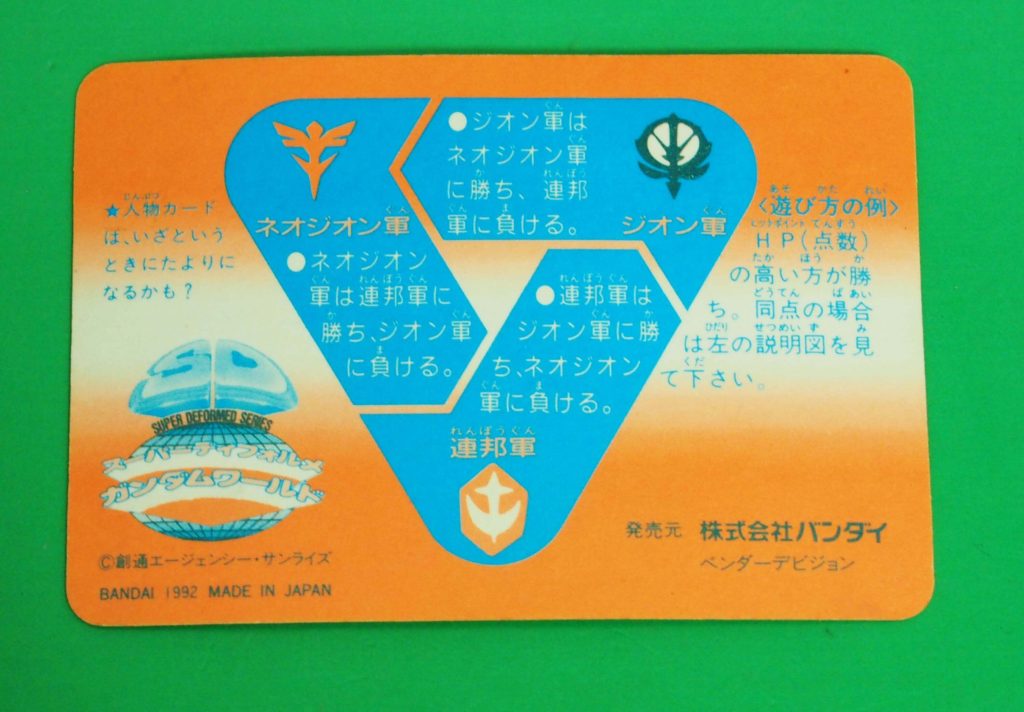 ★人物カード
は、いざという
ときにたよりに
なるかも？
ネオジオン軍
●ジオン軍は
ネオジオン軍
に勝ち、連邦
軍に負ける。
ジオン軍
●ネオジオン
軍は連邦軍に
勝ち、ジオン軍
に負ける。
●連邦軍は
ジオン軍に勝
ち、ネオジオン
軍に負ける。
連邦軍
〈遊び方の例〉
HP(点数)
の高い方が勝
ち。同点の場合
は左の説明図を見
て下さい。
SUPER DEFORMED SERIES
スーパーディフォルメ
ガンダムワールド
©創通エージェンシー・サンライズ
BANDAI 1992 MADE IN JAPAN
発売元 株式会社バンダイ
ベンダーデビジョン